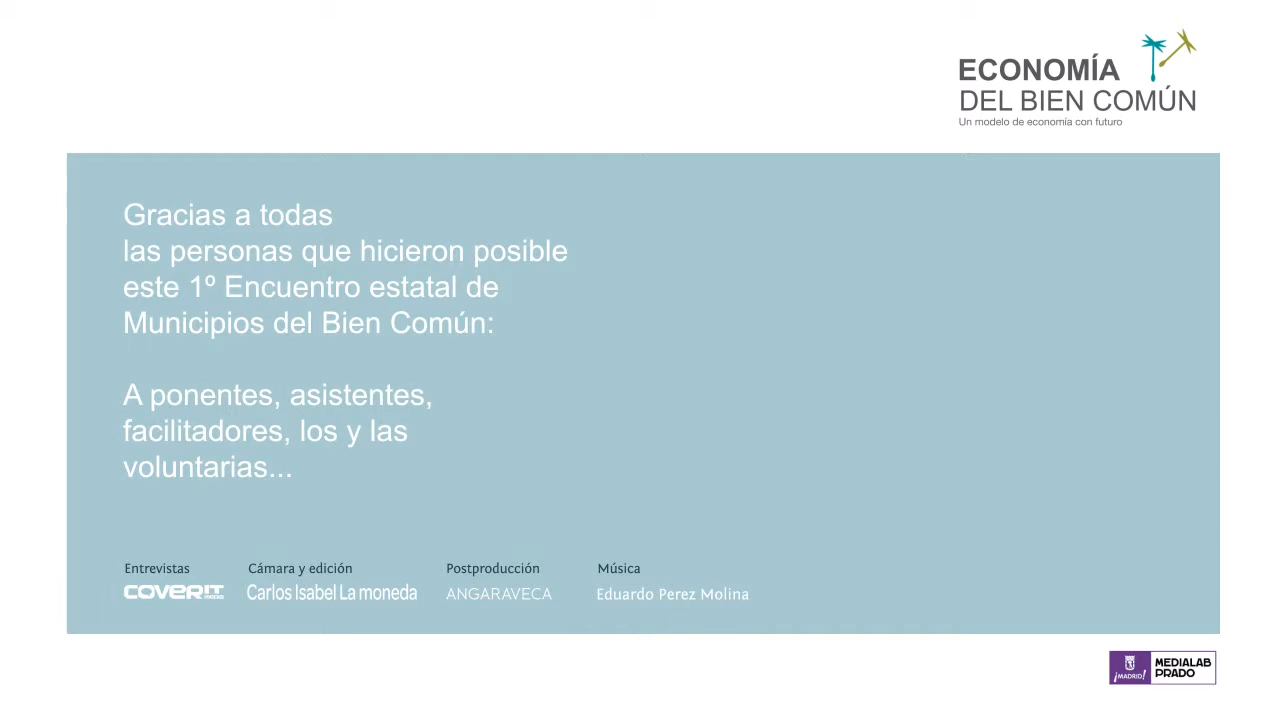 ECONOMÍA
DEL BIEN COMÚN
Un modelo de economía con futuro
Gracias a todas
las personas que hicieron posible
este 1º Encuentro estatal de
Municipios del Bien Común:
A ponentes, asistentes,
facilitadores, los y las
voluntarias...
Entrevistas
COVERIT
Cámara y edición
Carlos Isabel La moneda
Postproducción
ANGARAVECA
Música
Eduardo Perez Molina
¡MADRID!
MEDIALAB
PRADO